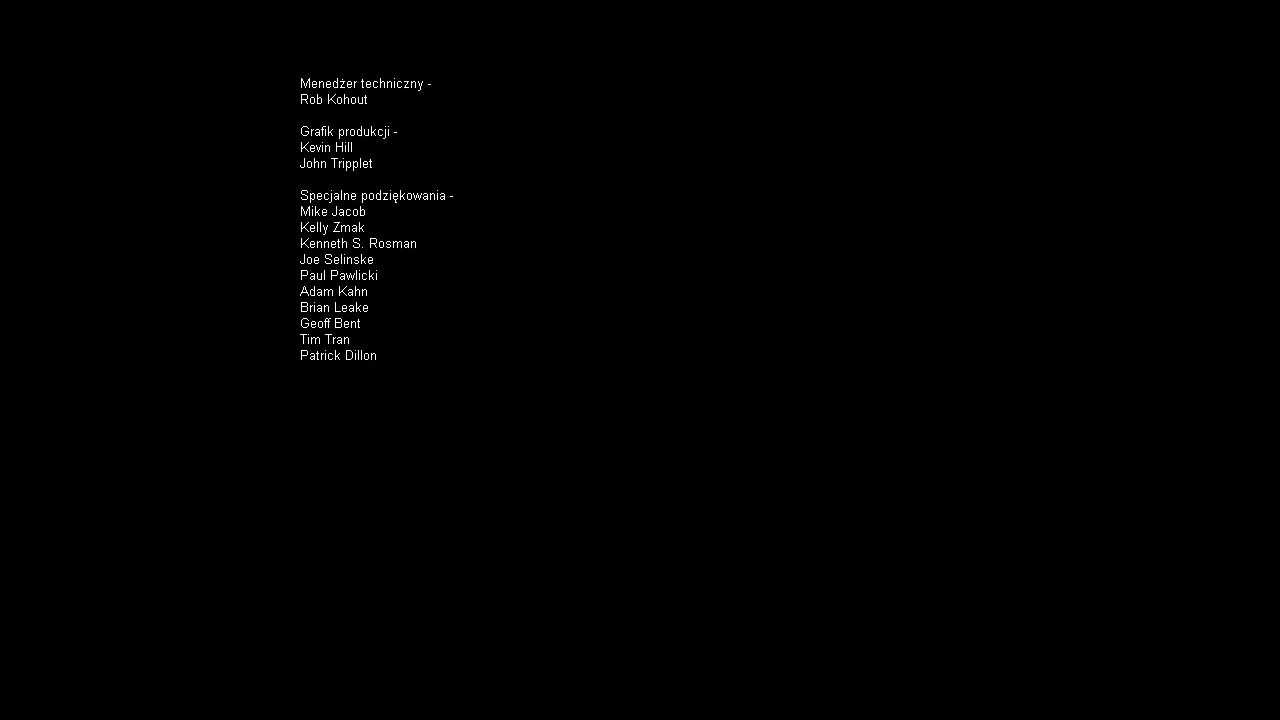 Menedżer techniczny -
Rob Kohout
Grafik produkcji -
Kevin Hill
John Tripplet
Specjalne podziękowania -
Mike Jacob
Kelly Zmak
Kenneth S. Rosman
Joe Selinske
Paul Pawlicki
Adam Kahn
Brian Leake
Geoff Bent
Tim Tran
Patrick Dillon